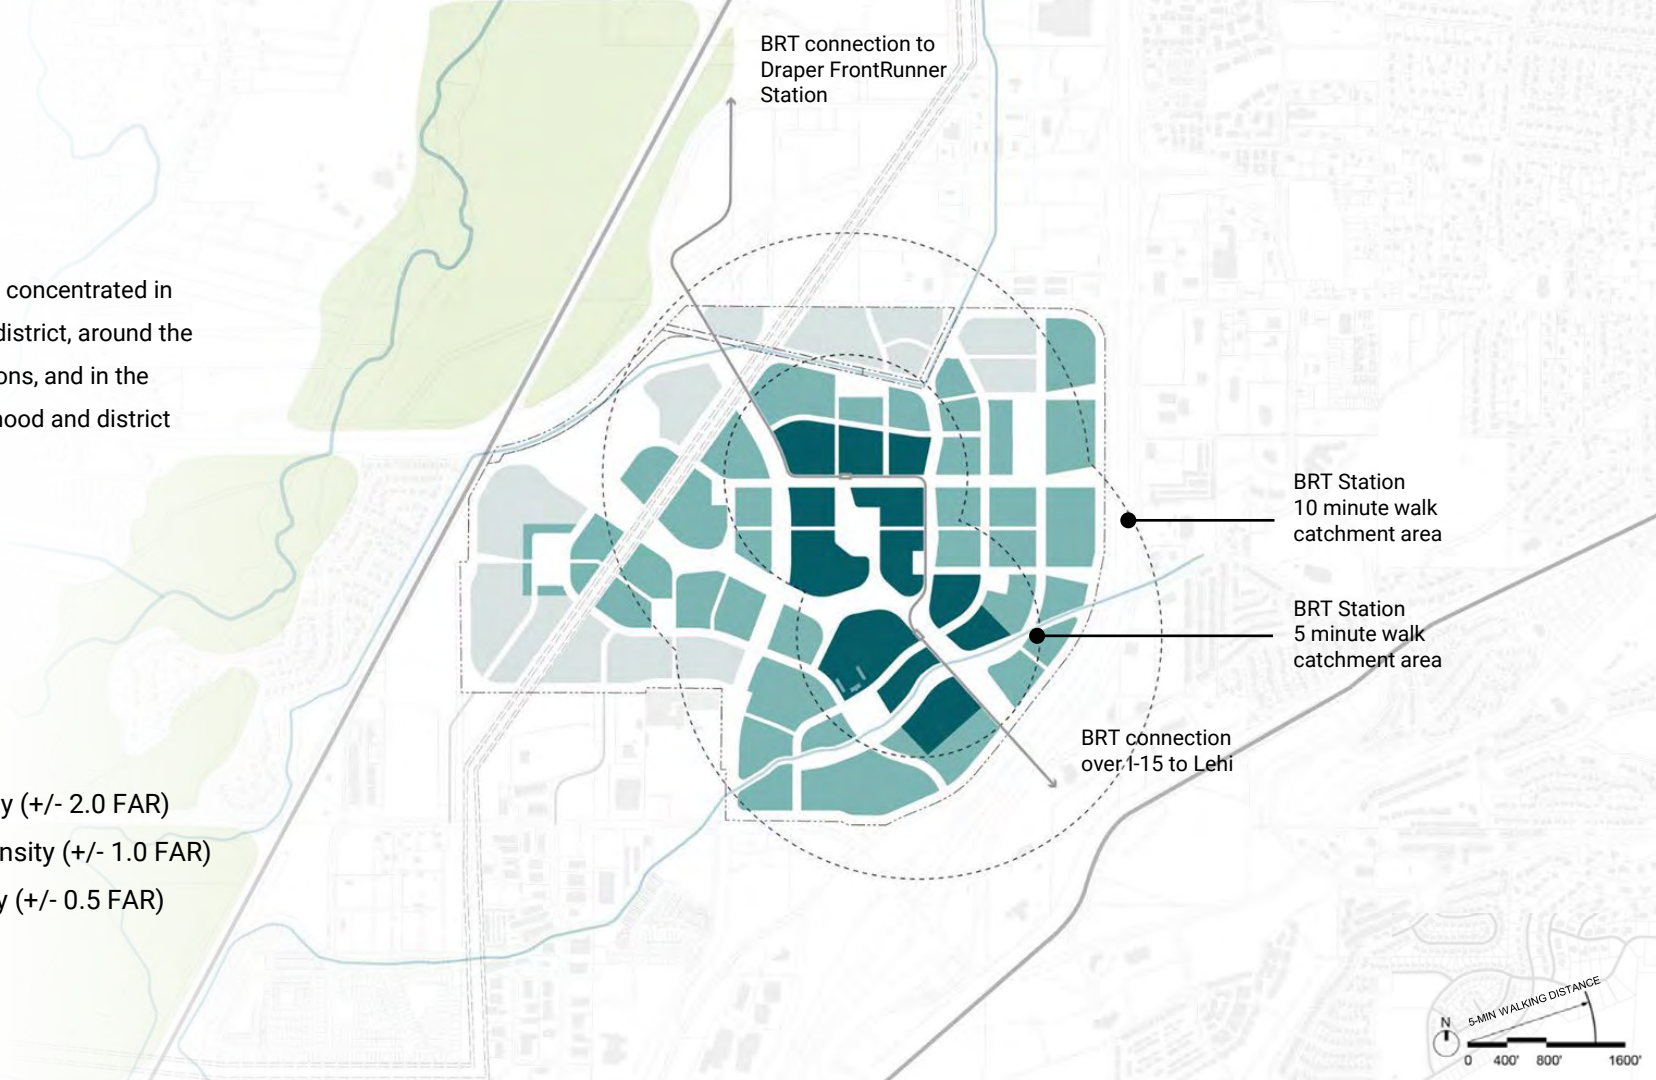 BRT connection to
Draper FrontRunner
Station
concentrated in
district, around the
ons, and in the
hood and district
BRT Station
10 minute walk
catchment area
BRT Station
5 minute walk
catchment area
BRT connection
over I-15 to Lehi
y (+/- 2.0 FAR)
nsity (+/- 1.0 FAR)
y (+/- 0.5 FAR)
5-MIN WALKING DISTANCE
N
0 400' 800' 1600'